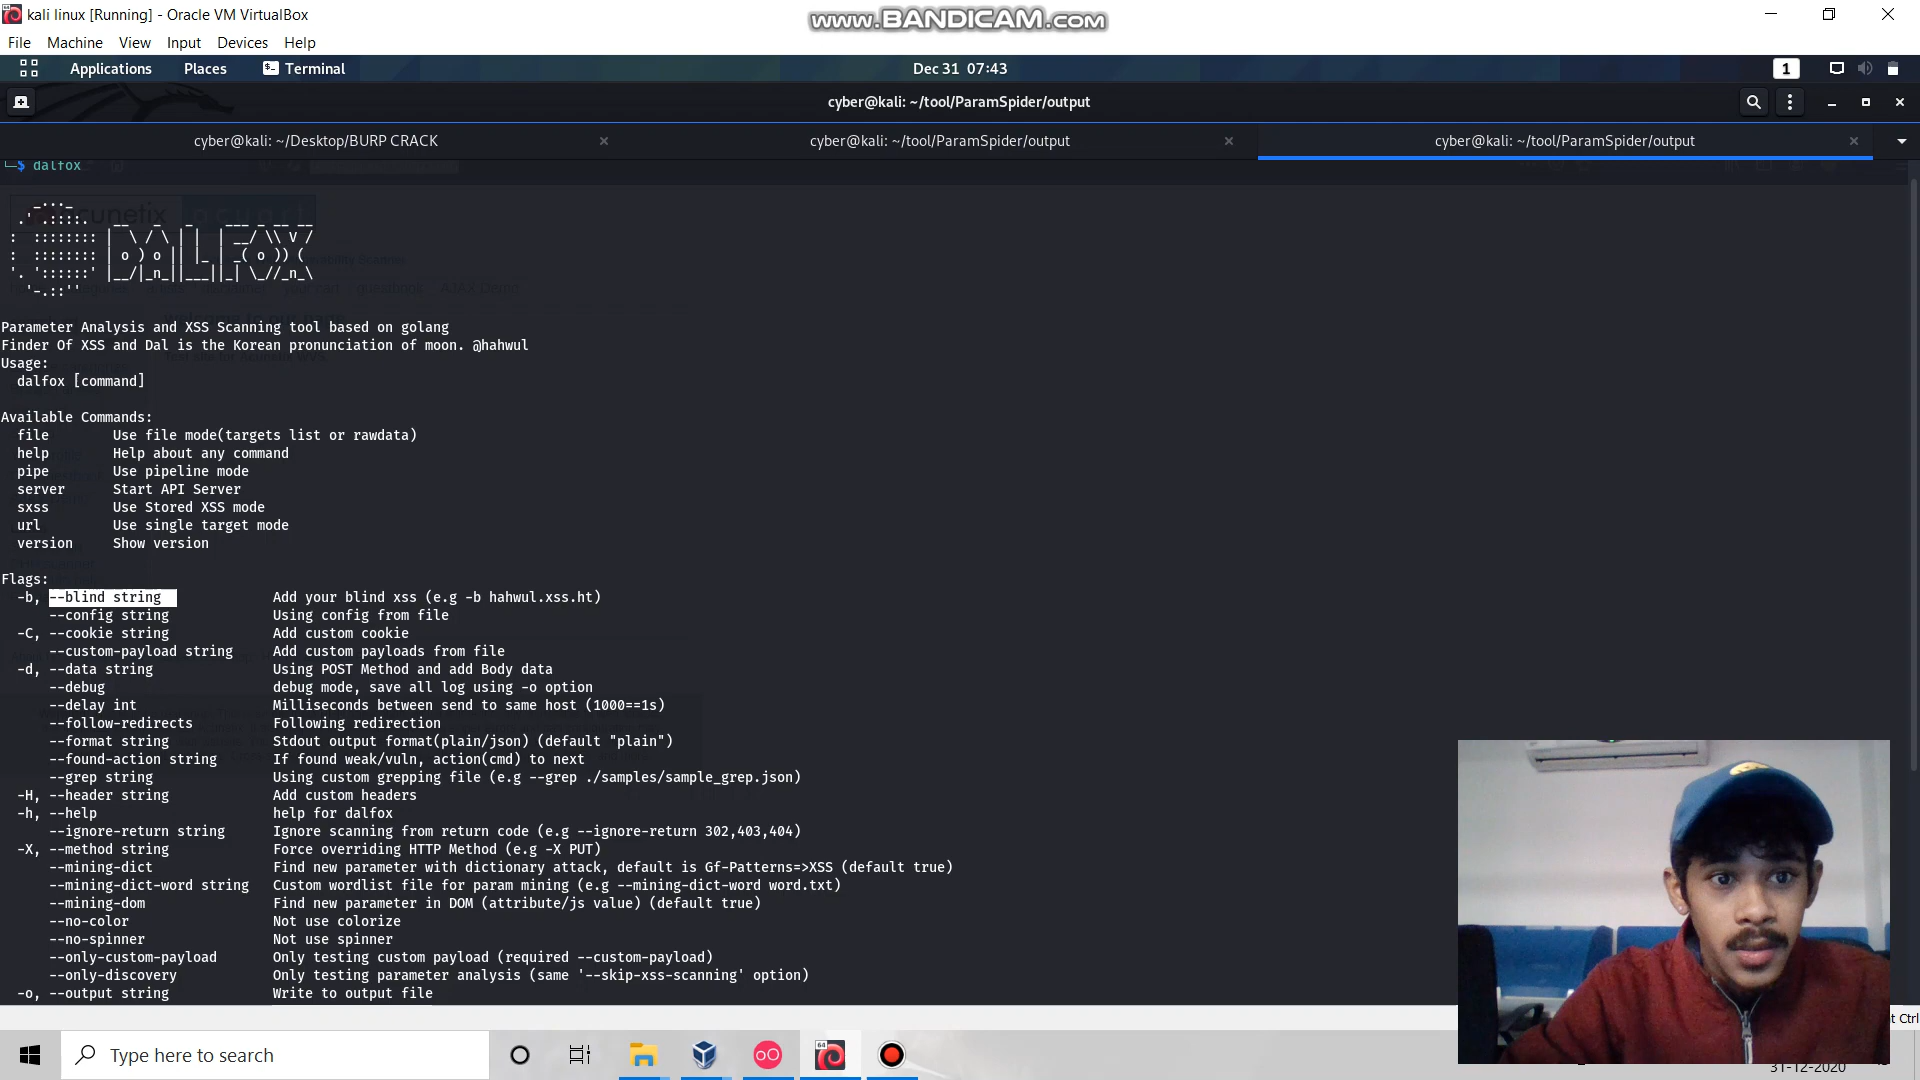 kali linux [Running] - Oracle VM VirtualBox
www.BANDICAM.com
File Machine View Input Devices Help
Applications Places Terminal Dec 31 07:43 1
cyber@kali: ~/tool/ParamSpider/output
cyber@kali: ~/Desktop/BURP CRACK cyber@kali: ~/tool/ParamSpider/output cyber@kali: ~/tool/ParamSpider/output
└─$ dalfox
Parameter Analysis and XSS Scanning tool based on golang
Finder Of XSS and Dal is the Korean pronunciation of moon. @hahwul
Usage:
dalfox [command]
Available Commands:
file Use file mode(targets list or rawdata)
help Help about any command
pipe Use pipeline mode
server Start API Server
sxss Use Stored XSS mode
url Use single target mode
version Show version
Flags:
-b, --blind string Add your blind xss (e.g -b hahwul.xss.ht)
--config string Using config from file
-C, --cookie string Add custom cookie
--custom-payload string Add custom payloads from file
-d, --data string Using POST Method and add Body data
--debug debug mode, save all log using -o option
--delay int Milliseconds between send to same host (1000==1s)
--follow-redirects Following redirection
--format string Stdout output format(plain/json) (default "plain")
--found-action string If found weak/vuln, action(cmd) to next
--grep string Using custom grepping file (e.g --grep ./samples/sample_grep.json)
-H, --header string Add custom headers
-h, --help help for dalfox
--ignore-return string Ignore scanning from return code (e.g --ignore-return 302,403,404)
-X, --method string Force overriding HTTP Method (e.g -X PUT)
--mining-dict Find new parameter with dictionary attack, default is Gf-Patterns=>XSS (default true)
--mining-dict-word string Custom wordlist file for param mining (e.g --mining-dict-word word.txt)
--mining-dom Find new parameter in DOM (attribute/js value) (default true)
--no-color Not use colorize
--no-spinner Not use spinner
--only-custom-payload Only testing custom payload (required --custom-payload)
--only-discovery Only testing parameter analysis (same '--skip-xss-scanning' option)
-o, --output string Write to output file
Ctrl
Type here to search
31-12-2020